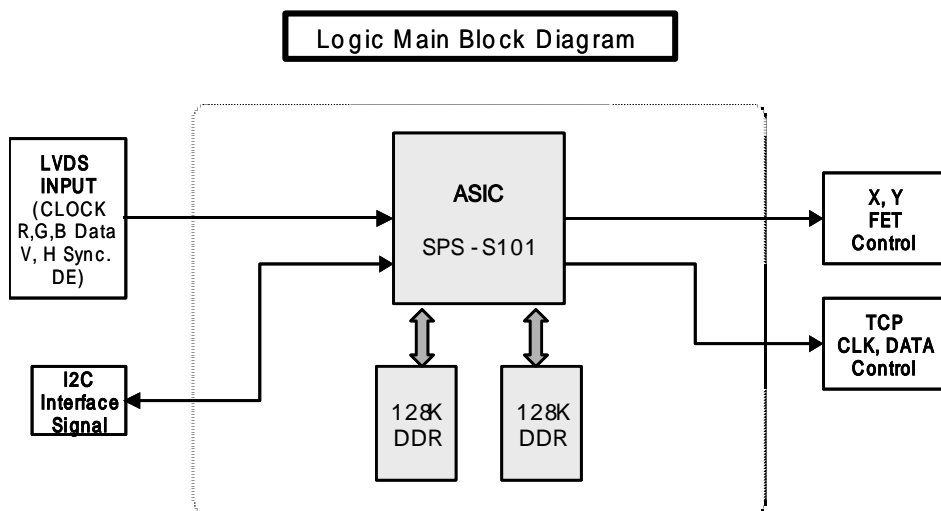 Logic Main Block Diagram
LVDS
INPUT
(CLOCK
R,G,B Data
V, H Sync.
DE)
ASIC
SPS - S101
X, Y
FET
Control
TCP
CLK, DATA
Control
I2C
Interface
Signal
128K
DDR
128K
DDR